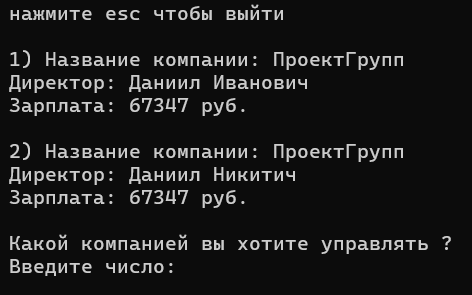 нажмите esc чтобы выйти
1) Название компании: ПроектГрупп
Директор: Даниил Иванович
Зарплата: 67347 руб.
2) Название компании: ПроектГрупп
Директор: Даниил Никитич
Зарплата: 67347 руб.
Какой компанией вы хотите управлять ?
Введите число: